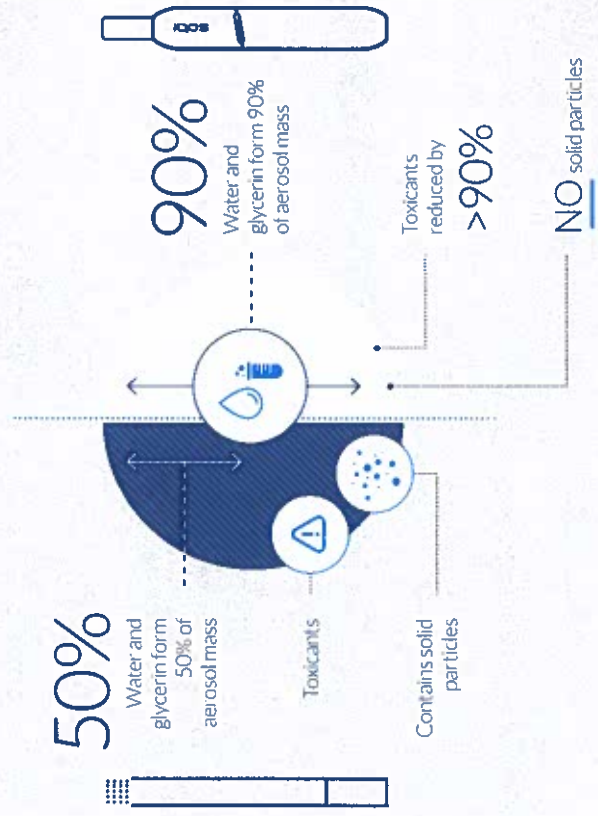 50%
Water and
glycerin form
50% of
aerosol mass
Toxicants
Contains solid
particles
90%
Water and
glycerin form 90%
of aerosol mass
Toxicants
reduced by
>90%
NO solid particles